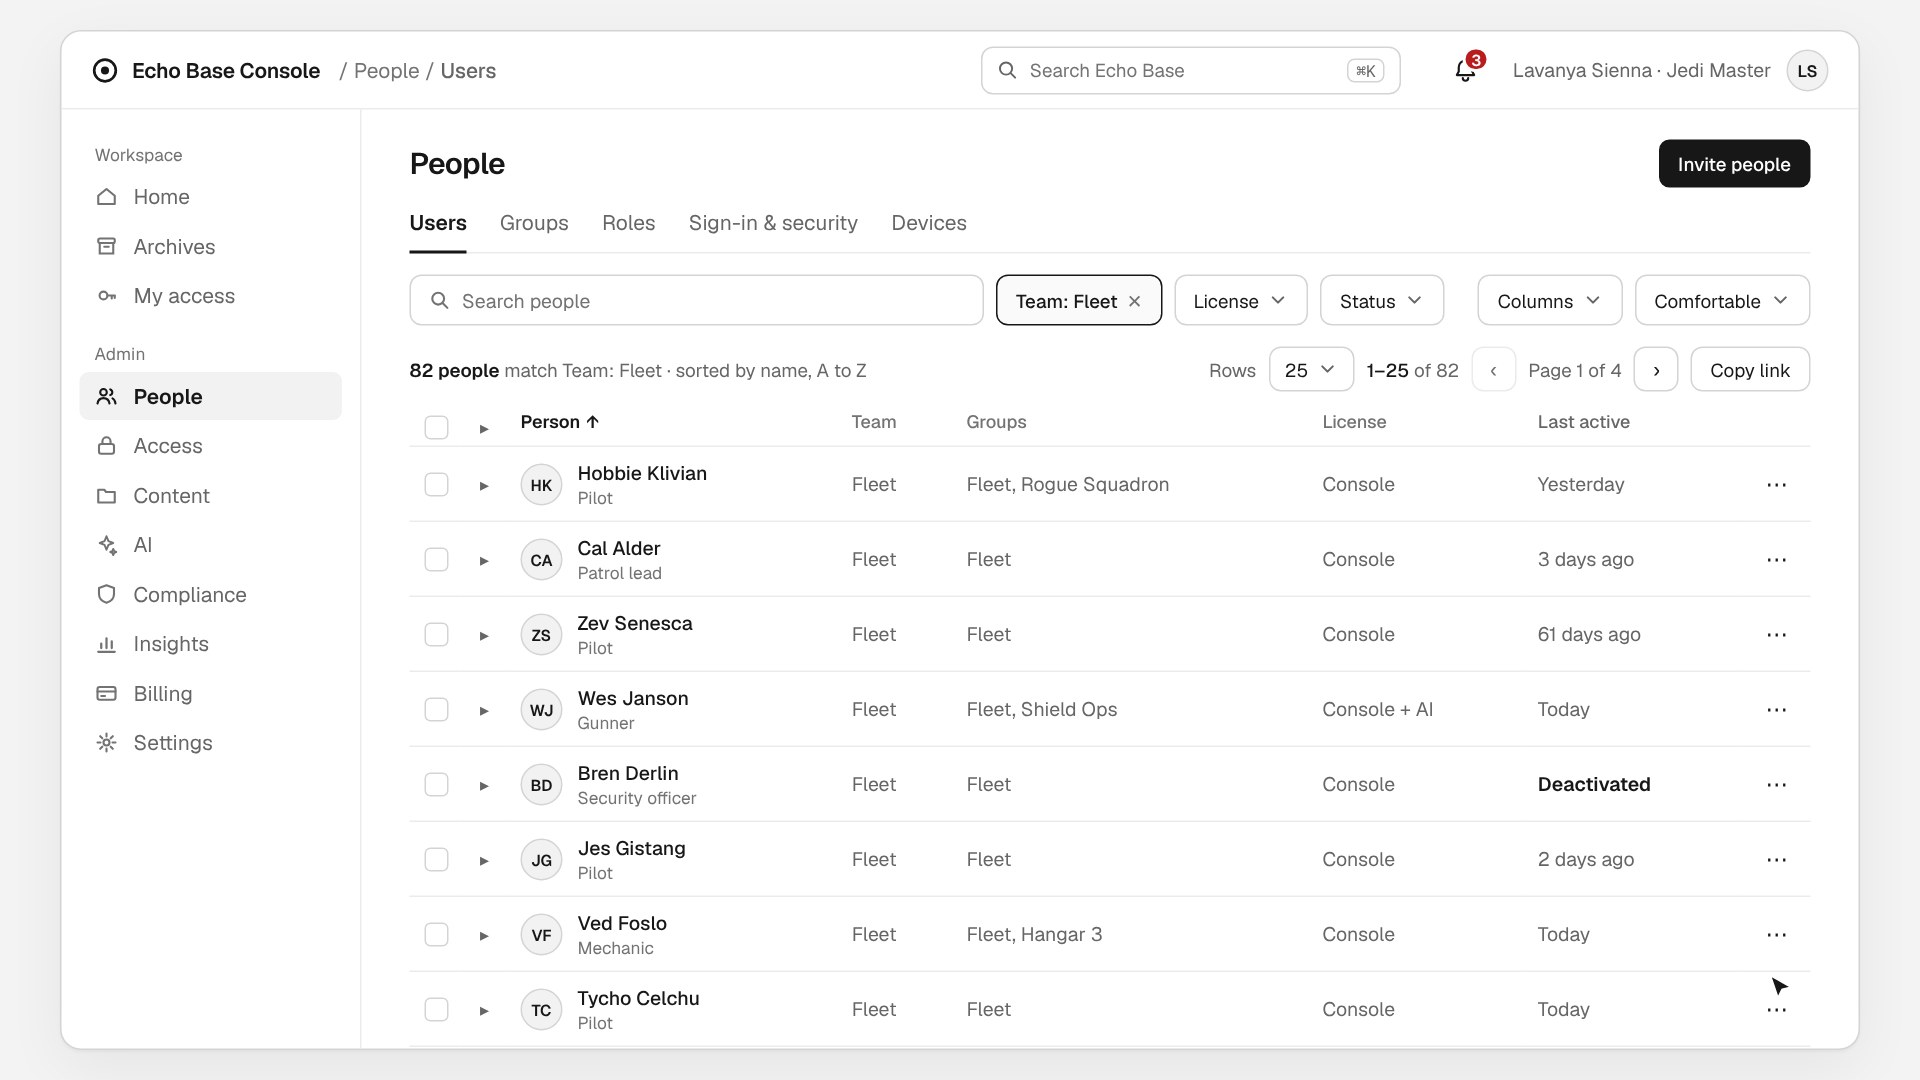 Echo Base Console / People / Users
Search Echo Base ⌘K
3
Lavanya Sienna · Jedi Master LS
Workspace
Home
Archives
My access
Admin
People
Access
Content
AI
Compliance
Insights
Billing
Settings
People
Invite people
Users Groups Roles Sign-in & security Devices
Search people
Team: Fleet ×
License
Status
Columns
Comfortable
82 people match Team: Fleet · sorted by name, A to Z
Rows 25 1–25 of 82 ‹ Page 1 of 4 › Copy link
Person ↑ Team Groups License Last active
HK Hobbie Klivian Fleet Fleet, Rogue Squadron Console Yesterday ⋯
Pilot
CA Cal Alder Fleet Fleet Console 3 days ago ⋯
Patrol lead
ZS Zev Senesca Fleet Fleet Console 61 days ago ⋯
Pilot
WJ Wes Janson Fleet Fleet, Shield Ops Console + AI Today ⋯
Gunner
BD Bren Derlin Fleet Fleet Console Deactivated ⋯
Security officer
JG Jes Gistang Fleet Fleet Console 2 days ago ⋯
Pilot
VF Ved Foslo Fleet Fleet, Hangar 3 Console Today ⋯
Mechanic
TC Tycho Celchu Fleet Fleet Console Today ⋯
Pilot